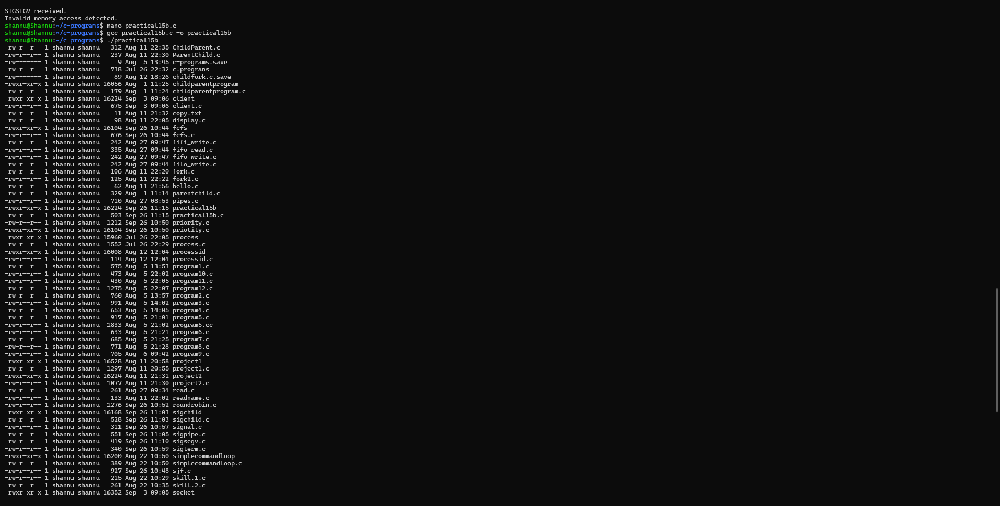 SIGSEGV received!
Invalid memory access detected.
shannu@Shannu:~/c-programs$ nano practical15b.c
shannu@Shannu:~/c-programs$ gcc practical15b.c -o practical15b
shannu@Shannu:~/c-programs$ ./practical15b
-rw-r--r-- 1 shannu shannu   312 Aug 11 22:35 ChildParent.c
-rw-r--r-- 1 shannu shannu   237 Aug 11 22:30 ParentChild.c
-rw------- 1 shannu shannu     9 Aug  5 13:45 c-programs.save
-rw-r--r-- 1 shannu shannu   738 Jul 26 22:32 c.prograns
-rw------- 1 shannu shannu    89 Aug 12 18:26 childfork.c.save
-rwxr-xr-x 1 shannu shannu 16056 Aug  1 11:25 childparentprogram
-rw-r--r-- 1 shannu shannu   179 Aug  1 11:24 childparentprogram.c
-rwxr-xr-x 1 shannu shannu 16224 Sep  3 09:06 client
-rw-r--r-- 1 shannu shannu   675 Sep  3 09:06 client.c
-rw-r--r-- 1 shannu shannu    11 Aug 11 21:32 copy.txt
-rw-r--r-- 1 shannu shannu    98 Aug 11 22:05 display.c
-rwxr-xr-x 1 shannu shannu 16104 Sep 26 10:44 fcfs
-rw-r--r-- 1 shannu shannu   676 Sep 26 10:44 fcfs.c
-rw-r--r-- 1 shannu shannu   242 Aug 27 09:47 fifi_write.c
-rw-r--r-- 1 shannu shannu   335 Aug 27 09:44 fifo_read.c
-rw-r--r-- 1 shannu shannu   242 Aug 27 09:47 fifo_write.c
-rw-r--r-- 1 shannu shannu   242 Aug 27 09:44 filo_write.c
-rw-r--r-- 1 shannu shannu   106 Aug 11 22:20 fork.c
-rw-r--r-- 1 shannu shannu   125 Aug 11 22:22 fork2.c
-rw-r--r-- 1 shannu shannu    62 Aug 11 21:56 hello.c
-rw-r--r-- 1 shannu shannu   329 Aug  1 11:14 parentchild.c
-rw-r--r-- 1 shannu shannu   710 Aug 27 08:53 pipes.c
-rwxr-xr-x 1 shannu shannu 16224 Sep 26 11:15 practical15b
-rw-r--r-- 1 shannu shannu   503 Sep 26 11:15 practical15b.c
-rw-r--r-- 1 shannu shannu  1212 Sep 26 10:50 priority.c
-rwxr-xr-x 1 shannu shannu 16104 Sep 26 10:50 priotity.c
-rwxr-xr-x 1 shannu shannu 15960 Jul 26 22:05 process
-rw-r--r-- 1 shannu shannu  1552 Jul 26 22:29 process.c
-rwxr-xr-x 1 shannu shannu 16008 Aug 12 12:04 processid
-rw-r--r-- 1 shannu shannu   114 Aug 12 12:04 processid.c
-rw-r--r-- 1 shannu shannu   575 Aug  5 13:53 program1.c
-rw-r--r-- 1 shannu shannu   473 Aug  5 22:02 program10.c
-rw-r--r-- 1 shannu shannu   430 Aug  5 22:05 program11.c
-rw-r--r-- 1 shannu shannu  1275 Aug  5 22:07 program12.c
-rw-r--r-- 1 shannu shannu   760 Aug  5 13:57 program2.c
-rw-r--r-- 1 shannu shannu   991 Aug  5 14:02 program3.c
-rw-r--r-- 1 shannu shannu   653 Aug  5 14:05 program4.c
-rw-r--r-- 1 shannu shannu   917 Aug  5 21:01 program5.c
-rw-r--r-- 1 shannu shannu  1833 Aug  5 21:02 program5.cc
-rw-r--r-- 1 shannu shannu   633 Aug  5 21:21 program6.c
-rw-r--r-- 1 shannu shannu   685 Aug  5 21:25 program7.c
-rw-r--r-- 1 shannu shannu   771 Aug  5 21:28 program8.c
-rw-r--r-- 1 shannu shannu   705 Aug  6 09:42 program9.c
-rwxr-xr-x 1 shannu shannu 16528 Aug 11 20:58 project1
-rw-r--r-- 1 shannu shannu  1297 Aug 11 20:55 project1.c
-rwxr-xr-x 1 shannu shannu 16224 Aug 11 21:31 project2
-rw-r--r-- 1 shannu shannu  1077 Aug 11 21:30 project2.c
-rw-r--r-- 1 shannu shannu   261 Aug 27 09:34 read.c
-rw-r--r-- 1 shannu shannu   133 Aug 11 22:02 readname.c
-rw-r--r-- 1 shannu shannu  1276 Sep 26 10:52 roundrobin.c
-rwxr-xr-x 1 shannu shannu 16168 Sep 26 11:03 sigchild
-rw-r--r-- 1 shannu shannu   528 Sep 26 11:03 sigchild.c
-rw-r--r-- 1 shannu shannu   311 Sep 26 10:57 signal.c
-rw-r--r-- 1 shannu shannu   551 Sep 26 11:05 sigpipe.c
-rw-r--r-- 1 shannu shannu   419 Sep 26 11:10 sigsegv.c
-rw-r--r-- 1 shannu shannu   340 Sep 26 10:59 sigterm.c
-rwxr-xr-x 1 shannu shannu 16200 Aug 22 10:50 simplecommandloop
-rw-r--r-- 1 shannu shannu   389 Aug 22 10:50 simplecommandloop.c
-rw-r--r-- 1 shannu shannu   927 Sep 26 10:48 sjf.c
-rw-r--r-- 1 shannu shannu   215 Aug 22 10:29 skill.1.c
-rw-r--r-- 1 shannu shannu   261 Aug 22 10:35 skill.2.c
-rwxr-xr-x 1 shannu shannu 16352 Sep  3 09:05 socket